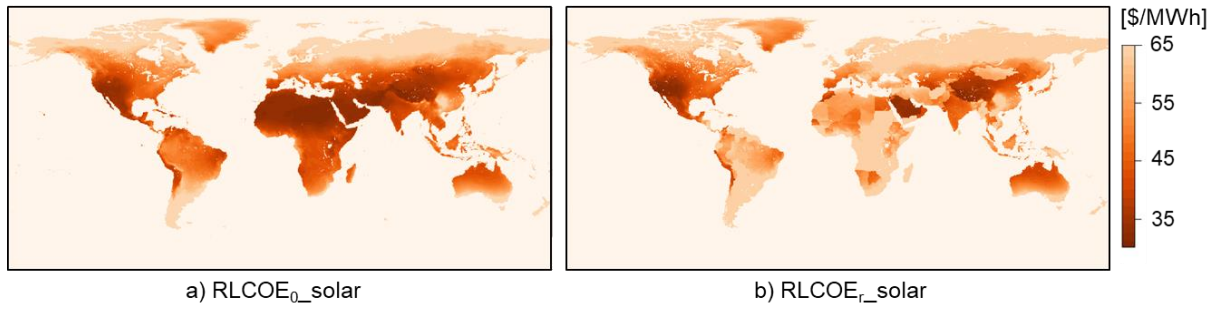 [$/MWh]
65
55
45
35
a) RLCOE₀_solar
b) RLCOEᵣ_solar